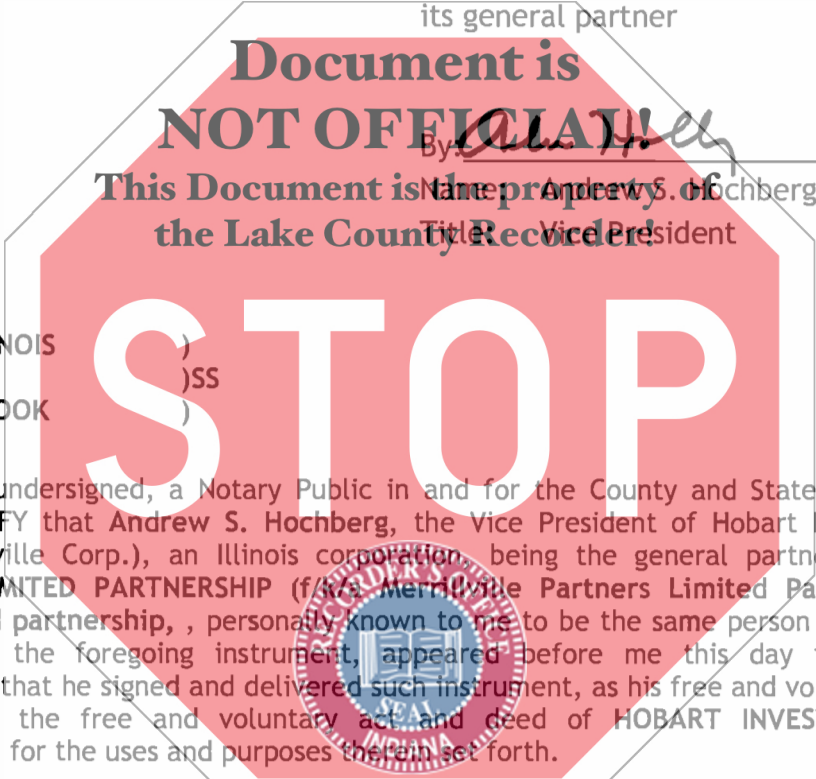 its general partner
Document is
NOT OFFICIAL!
By:
This Document is the property of
Name: Andrew S. Hochberg
the Lake County Recorder!
Title: Vice President
STOP
NOIS )
)SS
OOK )
undersigned, a Notary Public in and for the County and State
FY that Andrew S. Hochberg, the Vice President of Hobart
ville Corp.), an Illinois corporation, being the general partn
MITED PARTNERSHIP (f/k/a Merrillville Partners Limited Pa
partnership, , personally known to me to be the same person
the foregoing instrument, appeared before me this day
that he signed and delivered such instrument, as his free and vo
the free and voluntary act and deed of HOBART INVES
for the uses and purposes therein set forth.
RECORDER'S OFFICE
SEAL
INDIANA